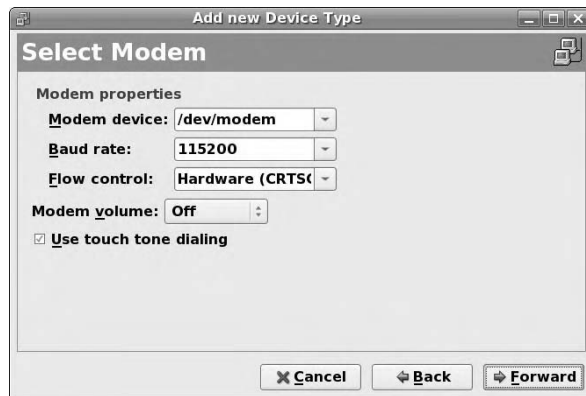 Add new Device Type
Select Modem
Modem properties
Modem device: /dev/modem
Baud rate: 115200
Flow control: Hardware (CRTSC
Modem volume: Off
Use touch tone dialing
Cancel Back Forward